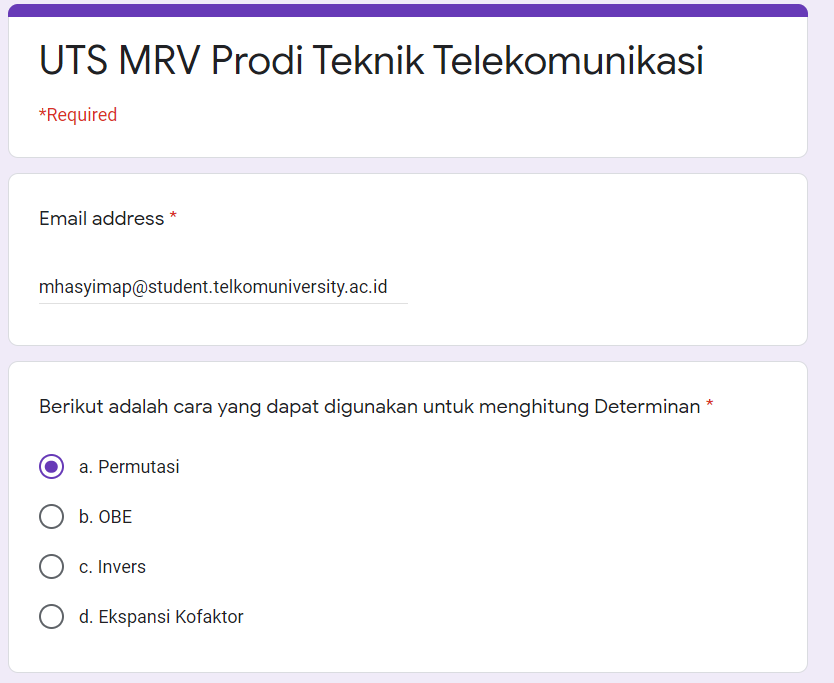 UTS MRV Prodi Teknik Telekomunikasi
*Required
Email address *
mhasyimap@student.telkomuniversity.ac.id
Berikut adalah cara yang dapat digunakan untuk menghitung Determinan *
a. Permutasi
b. OBE
c. Invers
d. Ekspansi Kofaktor